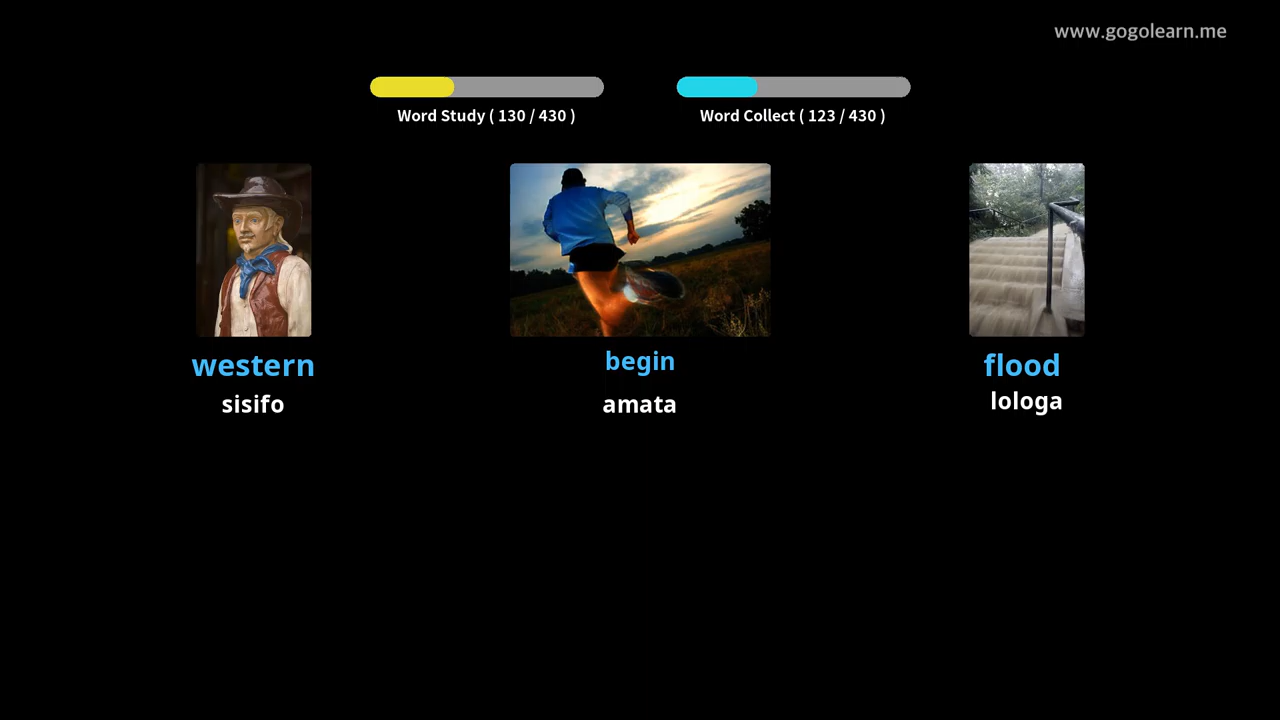 www.gogolearn.me
Word Study ( 130 / 430 )
Word Collect ( 123 / 430 )
western
sisifo
begin
amata
flood
lologa